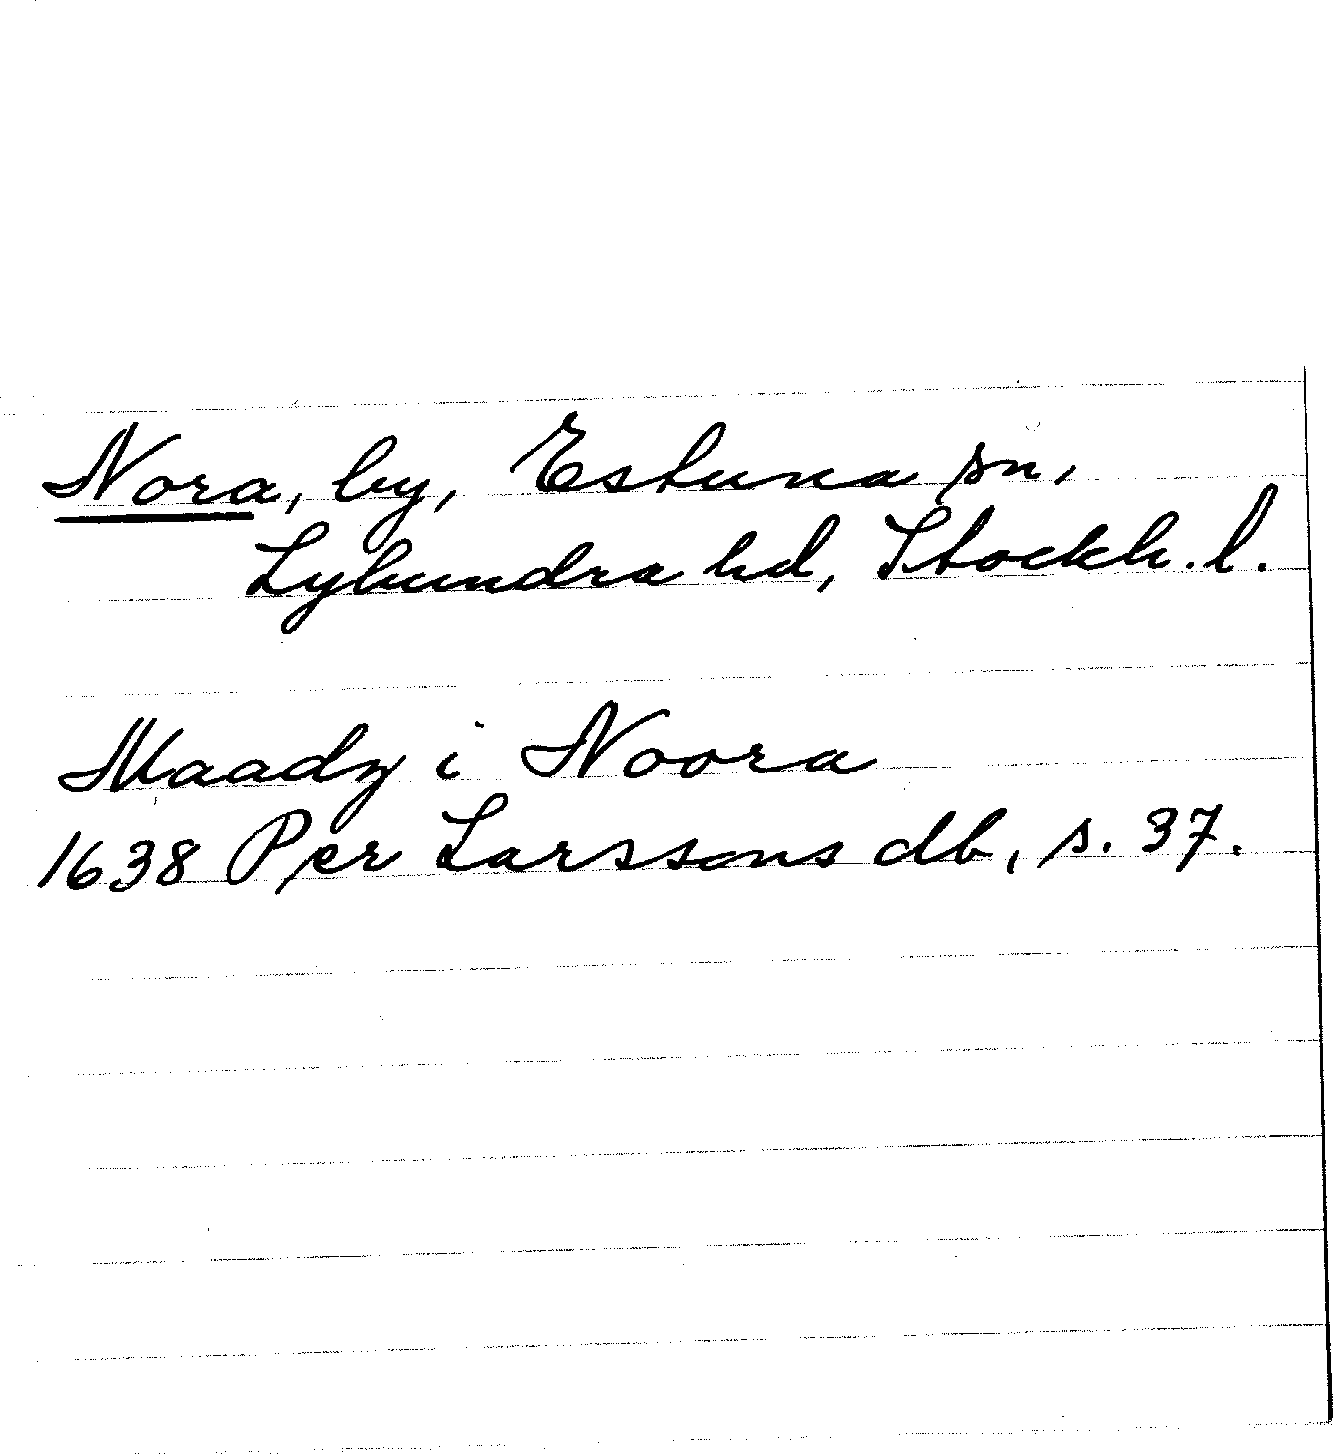 Nora, by, Estuna sn,
Lyhundra hd, Stockh. l.
Maadz i Noora
1638 Per Larssons db, s. 37.